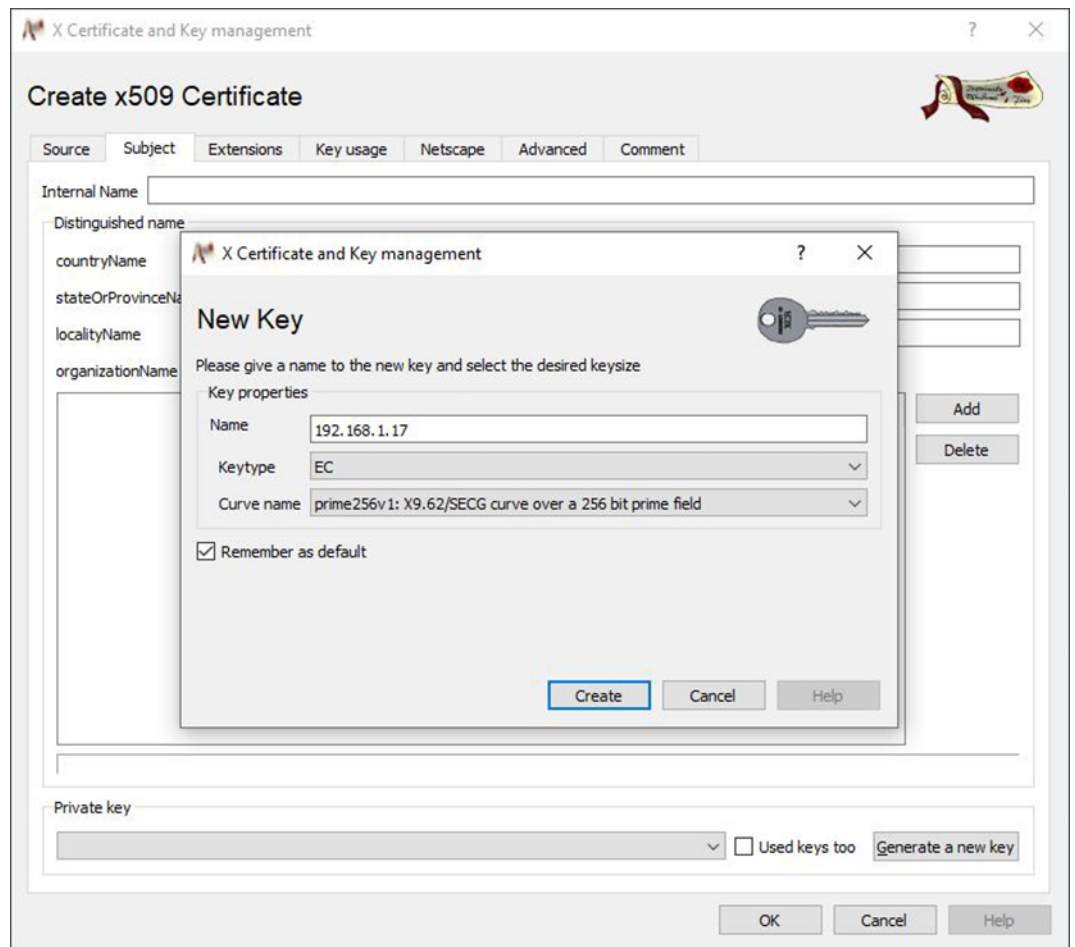 X Certificate and Key management
Create x509 Certificate
Source Subject Extensions Key usage Netscape Advanced Comment
Internal Name
Distinguished name
countryName
stateOrProvinceNa
localityName
organizationName
X Certificate and Key management
New Key
Please give a name to the new key and select the desired keysize
Key properties
Name 192.168.1.17
Keytype EC
Curve name prime256v1: X9.62/SECG curve over a 256 bit prime field
Remember as default
Create Cancel Help
Add
Delete
Private key
Used keys too Generate a new key
OK Cancel Help